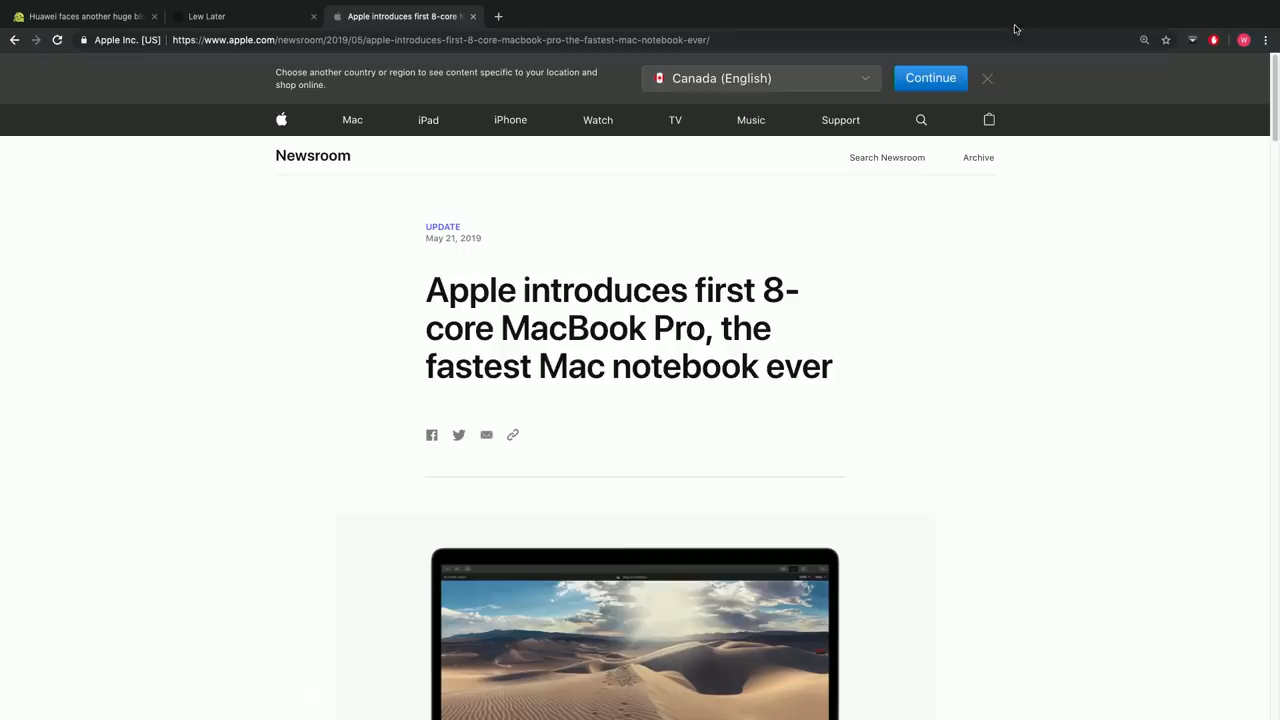 Huawei faces another huge bl
Lew Later
Apple introduces first 8-core
Apple Inc. [US]
https://www.apple.com/newsroom/2019/05/apple-introduces-first-8-core-macbook-pro-the-fastest-mac-notebook-ever/
W
Choose another country or region to see content specific to your location and
shop online.
Canada (English)
Continue
Mac
iPad
iPhone
Watch
TV
Music
Support
Newsroom
Search Newsroom
Archive
UPDATE
May 21, 2019
Apple introduces first 8-
core MacBook Pro, the
fastest Mac notebook ever